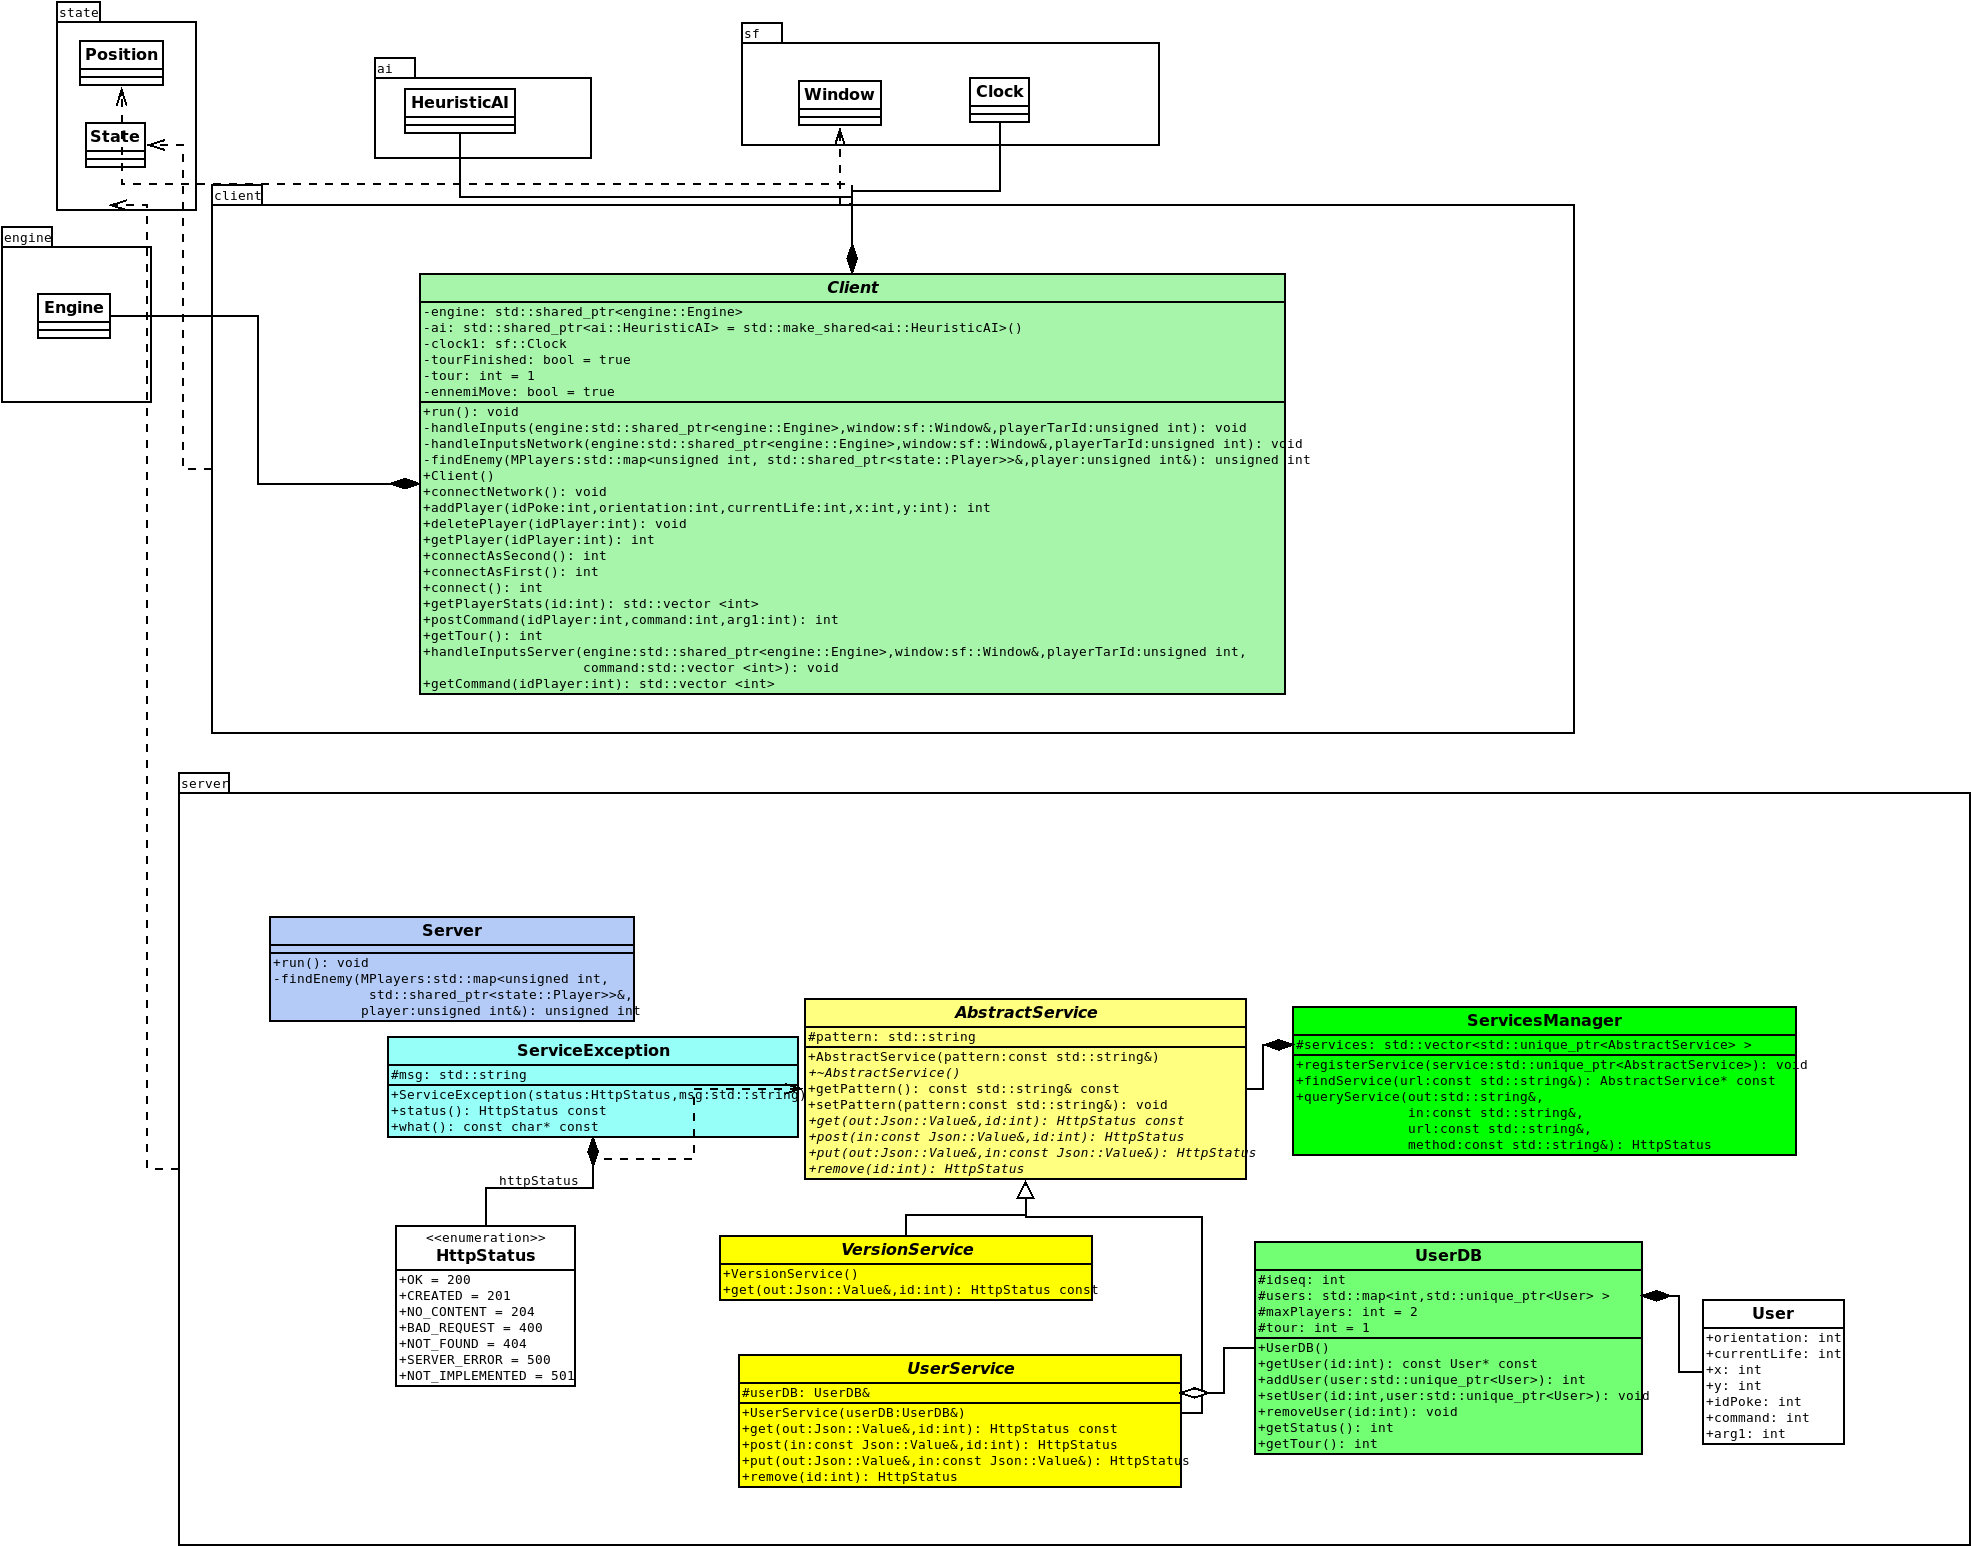 state
Position
State
ai
HeuristicAI
sf
Window
Clock
engine
Engine
client
Client
-engine: std::shared_ptr<engine::Engine>
-ai: std::shared_ptr<ai::HeuristicAI> = std::make_shared<ai::HeuristicAI>()
-clock1: sf::Clock
-tourFinished: bool = true
-tour: int = 1
-ennemiMove: bool = true
+run(): void
-handleInputs(engine:std::shared_ptr<engine::Engine>,window:sf::Window&,playerTarId:unsigned int): void
-handleInputsNetwork(engine:std::shared_ptr<engine::Engine>,window:sf::Window&,playerTarId:unsigned int): void
-findEnemy(MPlayers:std::map<unsigned int, std::shared_ptr<state::Player>>&,player:unsigned int&): unsigned int
+Client()
+connectNetwork(): void
+addPlayer(idPoke:int,orientation:int,currentLife:int,x:int,y:int): int
+deletePlayer(idPlayer:int): void
+getPlayer(idPlayer:int): int
+connectAsSecond(): int
+connectAsFirst(): int
+connect(): int
+getPlayerStats(id:int): std::vector <int>
+postCommand(idPlayer:int,command:int,arg1:int): int
+getTour(): int
+handleInputsServer(engine:std::shared_ptr<engine::Engine>,window:sf::Window&,playerTarId:unsigned int,
command:std::vector <int>): void
+getCommand(idPlayer:int): std::vector <int>
server
Server
+run(): void
-findEnemy(MPlayers:std::map<unsigned int,
std::shared_ptr<state::Player>>&,
player:unsigned int&): unsigned int
ServiceException
#msg: std::string
+ServiceException(status:HttpStatus,msg:std::string)
+status(): HttpStatus const
+what(): const char* const
httpStatus
<<enumeration>>
HttpStatus
+OK = 200
+CREATED = 201
+NO_CONTENT = 204
+BAD_REQUEST = 400
+NOT_FOUND = 404
+SERVER_ERROR = 500
+NOT_IMPLEMENTED = 501
AbstractService
#pattern: std::string
+AbstractService(pattern:const std::string&)
+~AbstractService()
+getPattern(): const std::string& const
+setPattern(pattern:const std::string&): void
+get(out:Json::Value&,id:int): HttpStatus const
+post(in:const Json::Value&,id:int): HttpStatus
+put(out:Json::Value&,in:const Json::Value&): HttpStatus
+remove(id:int): HttpStatus
ServicesManager
#services: std::vector<std::unique_ptr<AbstractService> >
+registerService(service:std::unique_ptr<AbstractService>): void
+findService(url:const std::string&): AbstractService* const
+queryService(out:std::string&,
in:const std::string&,
url:const std::string&,
method:const std::string&): HttpStatus
VersionService
+VersionService()
+get(out:Json::Value&,id:int): HttpStatus const
UserService
#userDB: UserDB&
+UserService(userDB:UserDB&)
+get(out:Json::Value&,id:int): HttpStatus const
+post(in:const Json::Value&,id:int): HttpStatus
+put(out:Json::Value&,in:const Json::Value&): HttpStatus
+remove(id:int): HttpStatus
UserDB
#idseq: int
#users: std::map<int,std::unique_ptr<User> >
#maxPlayers: int = 2
#tour: int = 1
+UserDB()
+getUser(id:int): const User* const
+addUser(user:std::unique_ptr<User>): int
+setUser(id:int,user:std::unique_ptr<User>): void
+removeUser(id:int): void
+getStatus(): int
+getTour(): int
User
+orientation: int
+currentLife: int
+x: int
+y: int
+idPoke: int
+command: int
+arg1: int